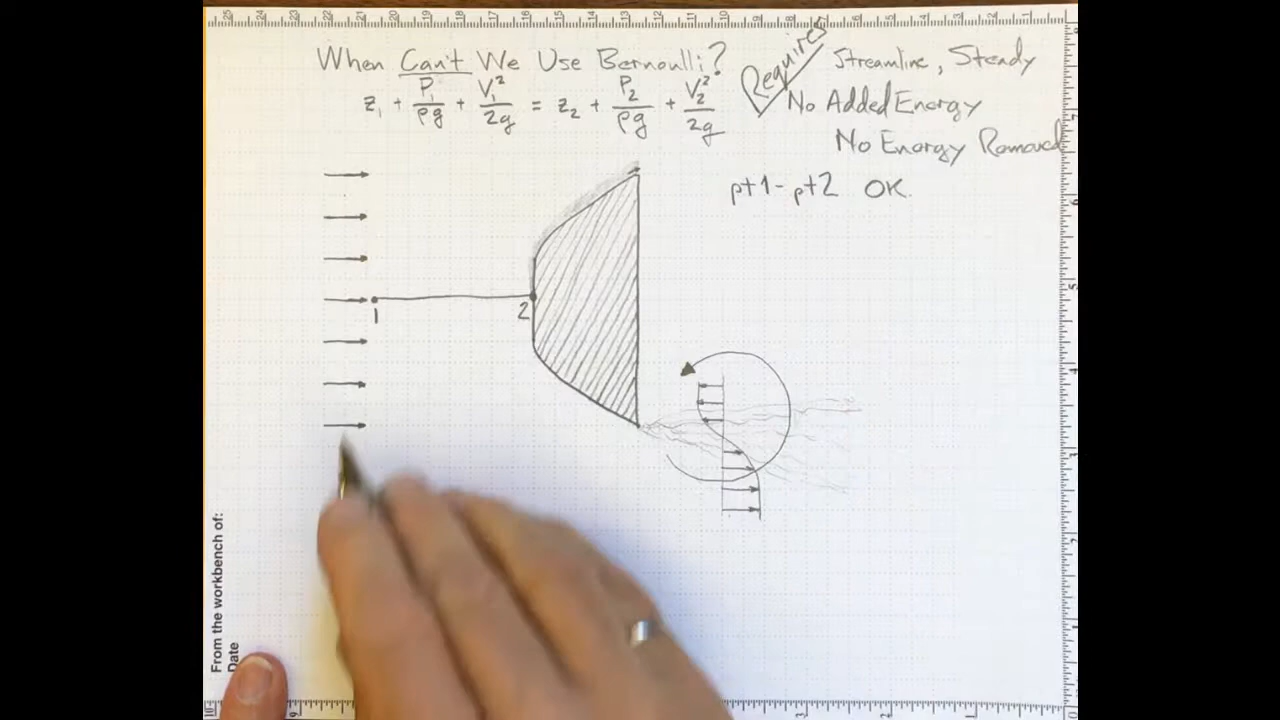 When Can't We Use Bernoulli?
z₁ + P₁/ρg + V₁²/2g = z₂ + P₂/ρg + V₂²/2g
Requires
Streamline, Steady
No Added Energy
No Energy Removed
pt1 - pt2 OK.
1
2
From the workbench of:
Date